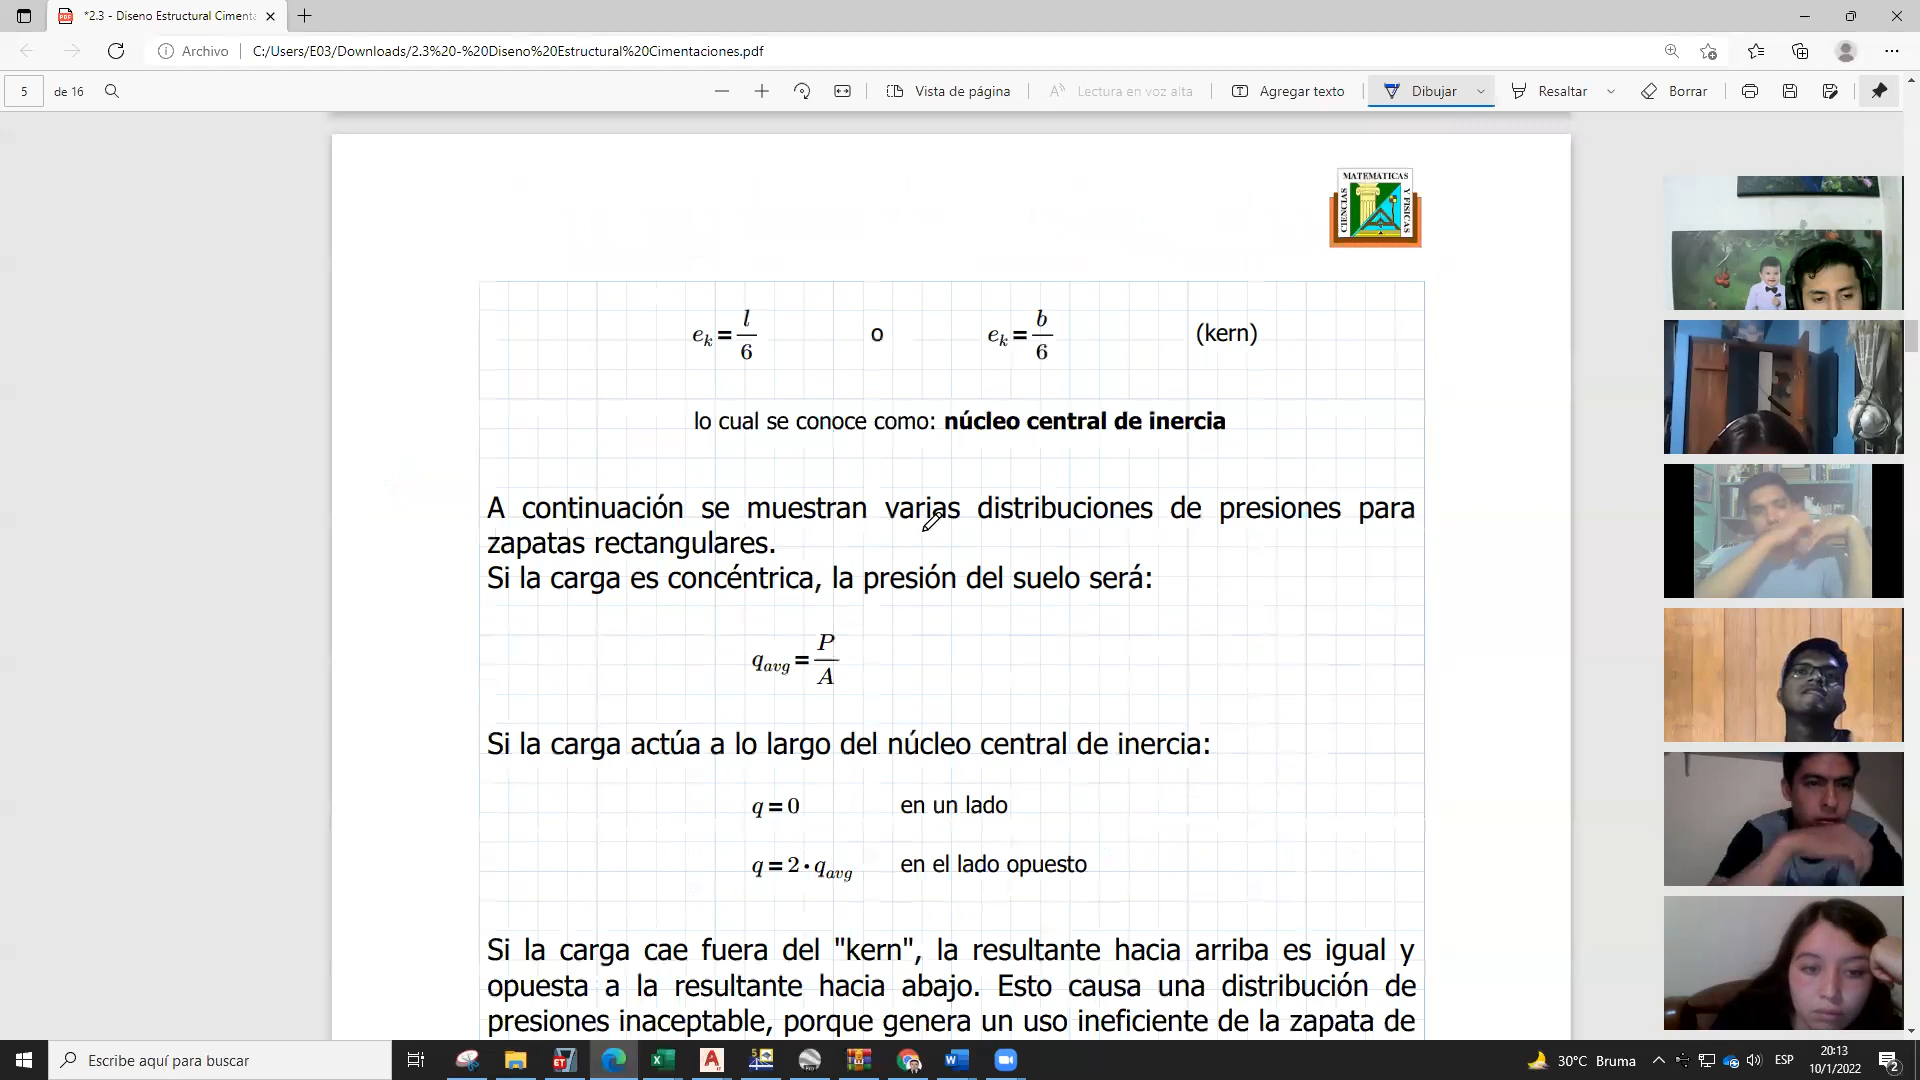 *2.3 - Diseno Estructural Cimenta
Archivo C:/Users/E03/Downloads/2.3%20-%20Diseno%20Estructural%20Cimentaciones.pdf
5 de 16 Vista de página Lectura en voz alta Agregar texto Dibujar Resaltar Borrar
MATEMATICAS
CIENCIAS
Y FISICAS
e_k = l/6 o e_k = b/6 (kern)
lo cual se conoce como: núcleo central de inercia
A continuación se muestran varias distribuciones de presiones para
zapatas rectangulares.
Si la carga es concéntrica, la presión del suelo será:
q_avg = P/A
Si la carga actúa a lo largo del núcleo central de inercia:
q = 0 en un lado
q = 2 · q_avg en el lado opuesto
Si la carga cae fuera del "kern", la resultante hacia arriba es igual y
opuesta a la resultante hacia abajo. Esto causa una distribución de
presiones inaceptable, porque genera un uso ineficiente de la zapata de
Escribe aquí para buscar
30°C Bruma ESP 20:13
10/1/2022
2